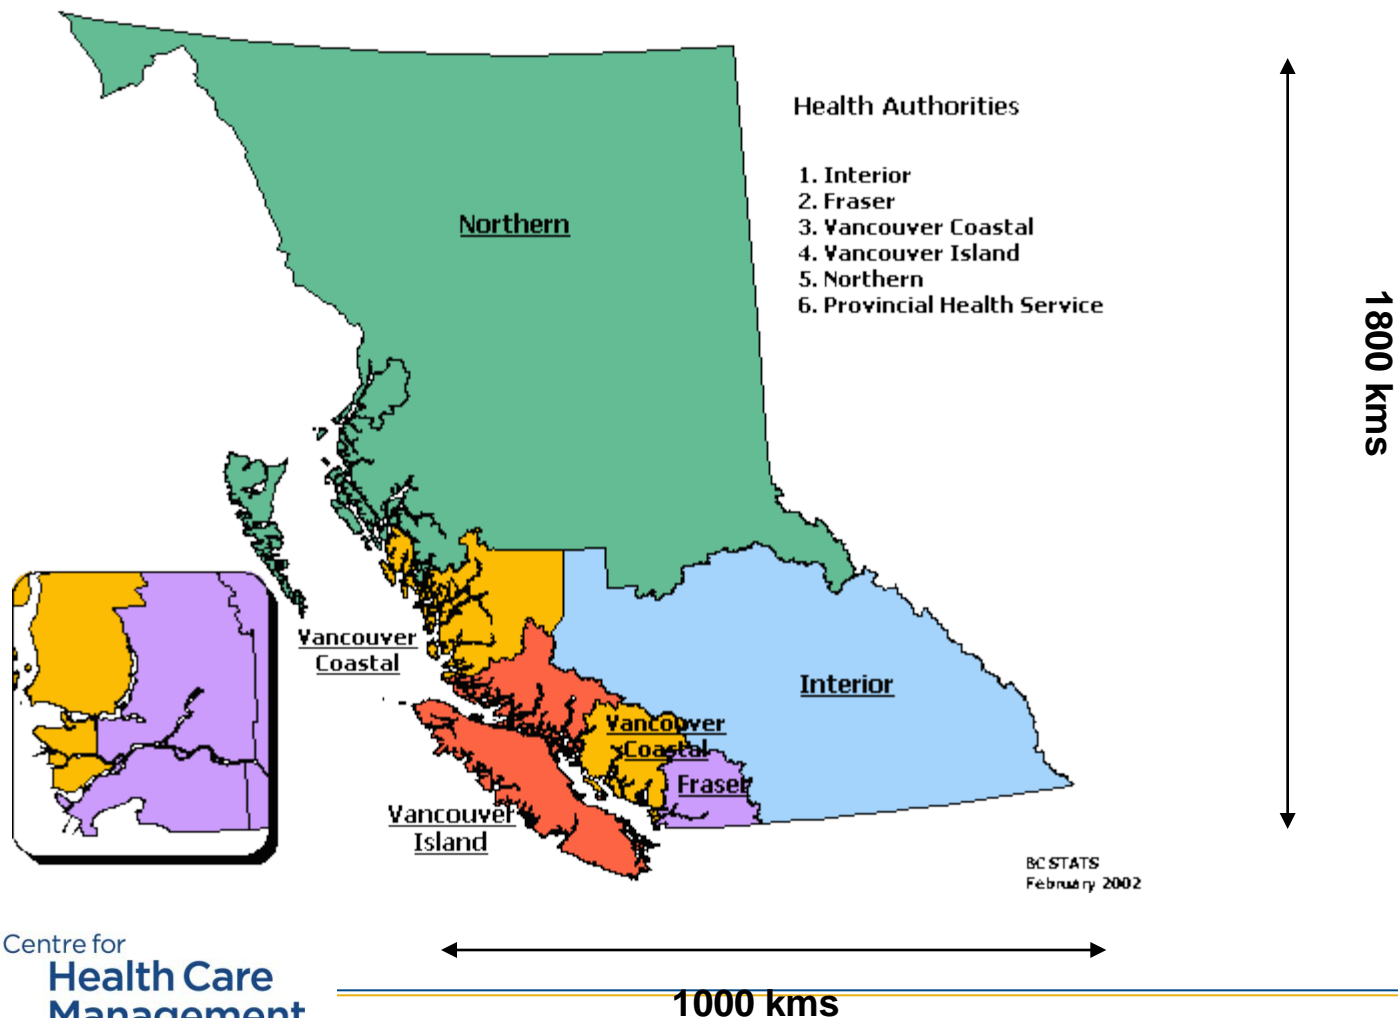 Health Authorities
1. Interior
2. Fraser
3. Vancouver Coastal
4. Vancouver Island
5. Northern
6. Provincial Health Service
Northern
1800 kms
Vancouver
Coastal
Interior
Vancouver
Coastal
Fraser
Vancouver
Island
BC STATS
February 2002
Centre for
Health Care
Management
1000 kms